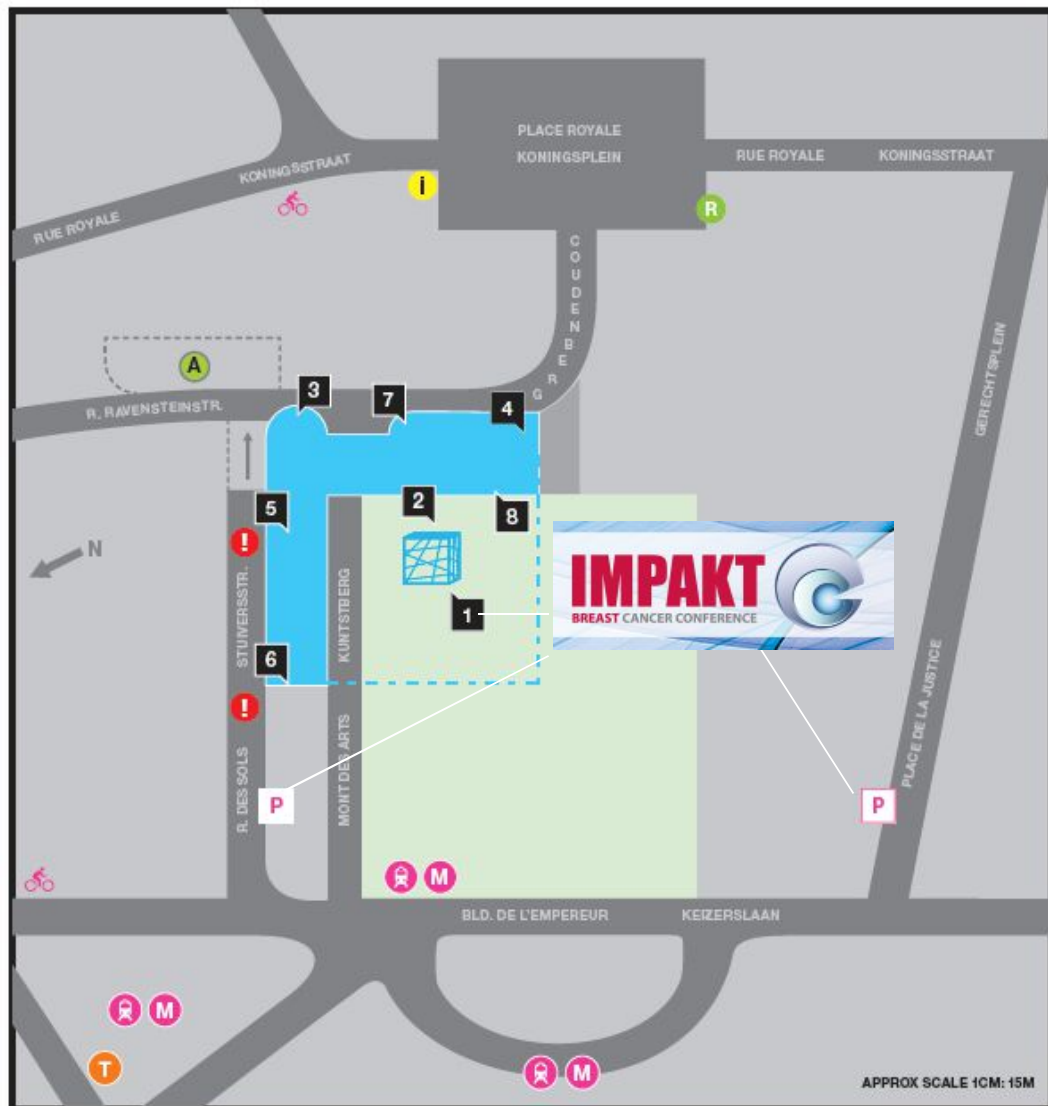 PLACE ROYALE
KONINGSPLEIN
RUE ROYALE KONINGSSTRAAT
KONINGSSTRAAT
i
R
RUE ROYALE
COUDENBERG
A
GERECHTSPLEIN
3
7
4
R. RAVENSTEINSTR.
5
2
8
N
!
STUIVERSSTR.
KUNTSTBERG
1
IMPAKT
BREAST CANCER CONFERENCE
6
!
PLACE DE LA JUSTICE
R. DES SOLS
P
MONT DES ARTS
P
M
BLD. DE L'EMPEREUR KEIZERSLAAN
M
T
M
APPROX SCALE 1CM: 15M